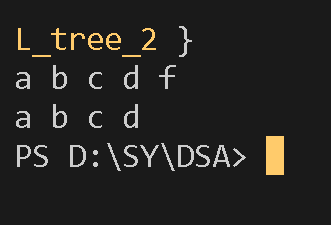 L_tree_2 }
a b c d f
a b c d
PS D:\SY\DSA>